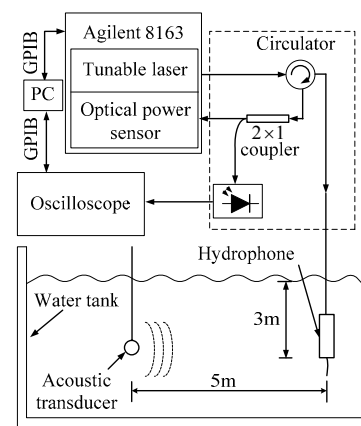 Agilent 8163
Circulator
GPIB
Tunable laser
PC
Optical power
sensor
2×1
coupler
GPIB
Oscilloscope
Hydrophone
Water tank
3m
Acoustic
transducer
5m